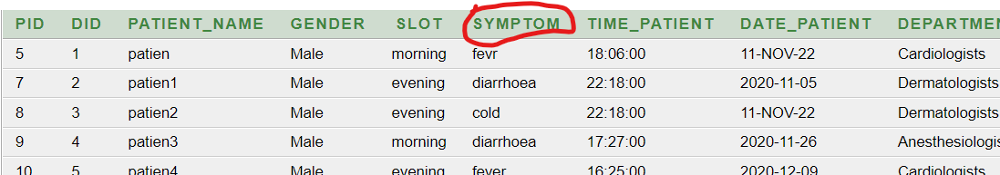 PID DID PATIENT_NAME GENDER SLOT SYMPTOM TIME_PATIENT DATE_PATIENT DEPARTMEN
5 1 patien Male morning fevr 18:06:00 11-NOV-22 Cardiologists
7 2 patien1 Male evening diarrhoea 22:18:00 2020-11-05 Dermatologists
8 3 patien2 Male evening cold 22:18:00 11-NOV-22 Dermatologists
9 4 patien3 Male morning diarrhoea 17:27:00 2020-11-26 Anesthesiologis
10 5 patien4 Male evening fever 16:25:00 2020-12-09 Cardiologists